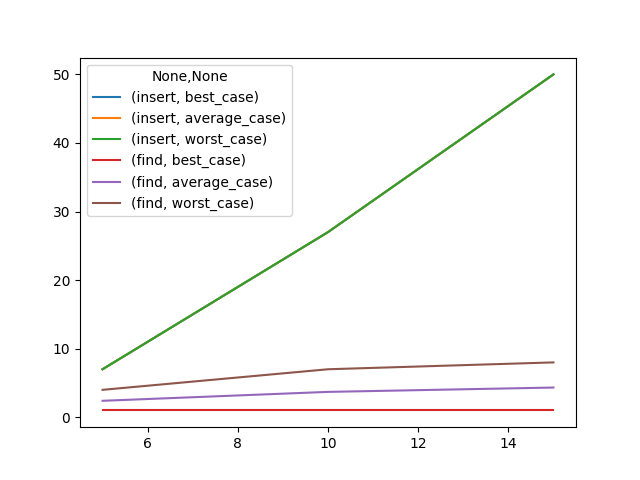 None,None
(insert, best_case)
(insert, average_case)
(insert, worst_case)
(find, best_case)
(find, average_case)
(find, worst_case)
50
40
30
20
10
0
6 8 10 12 14